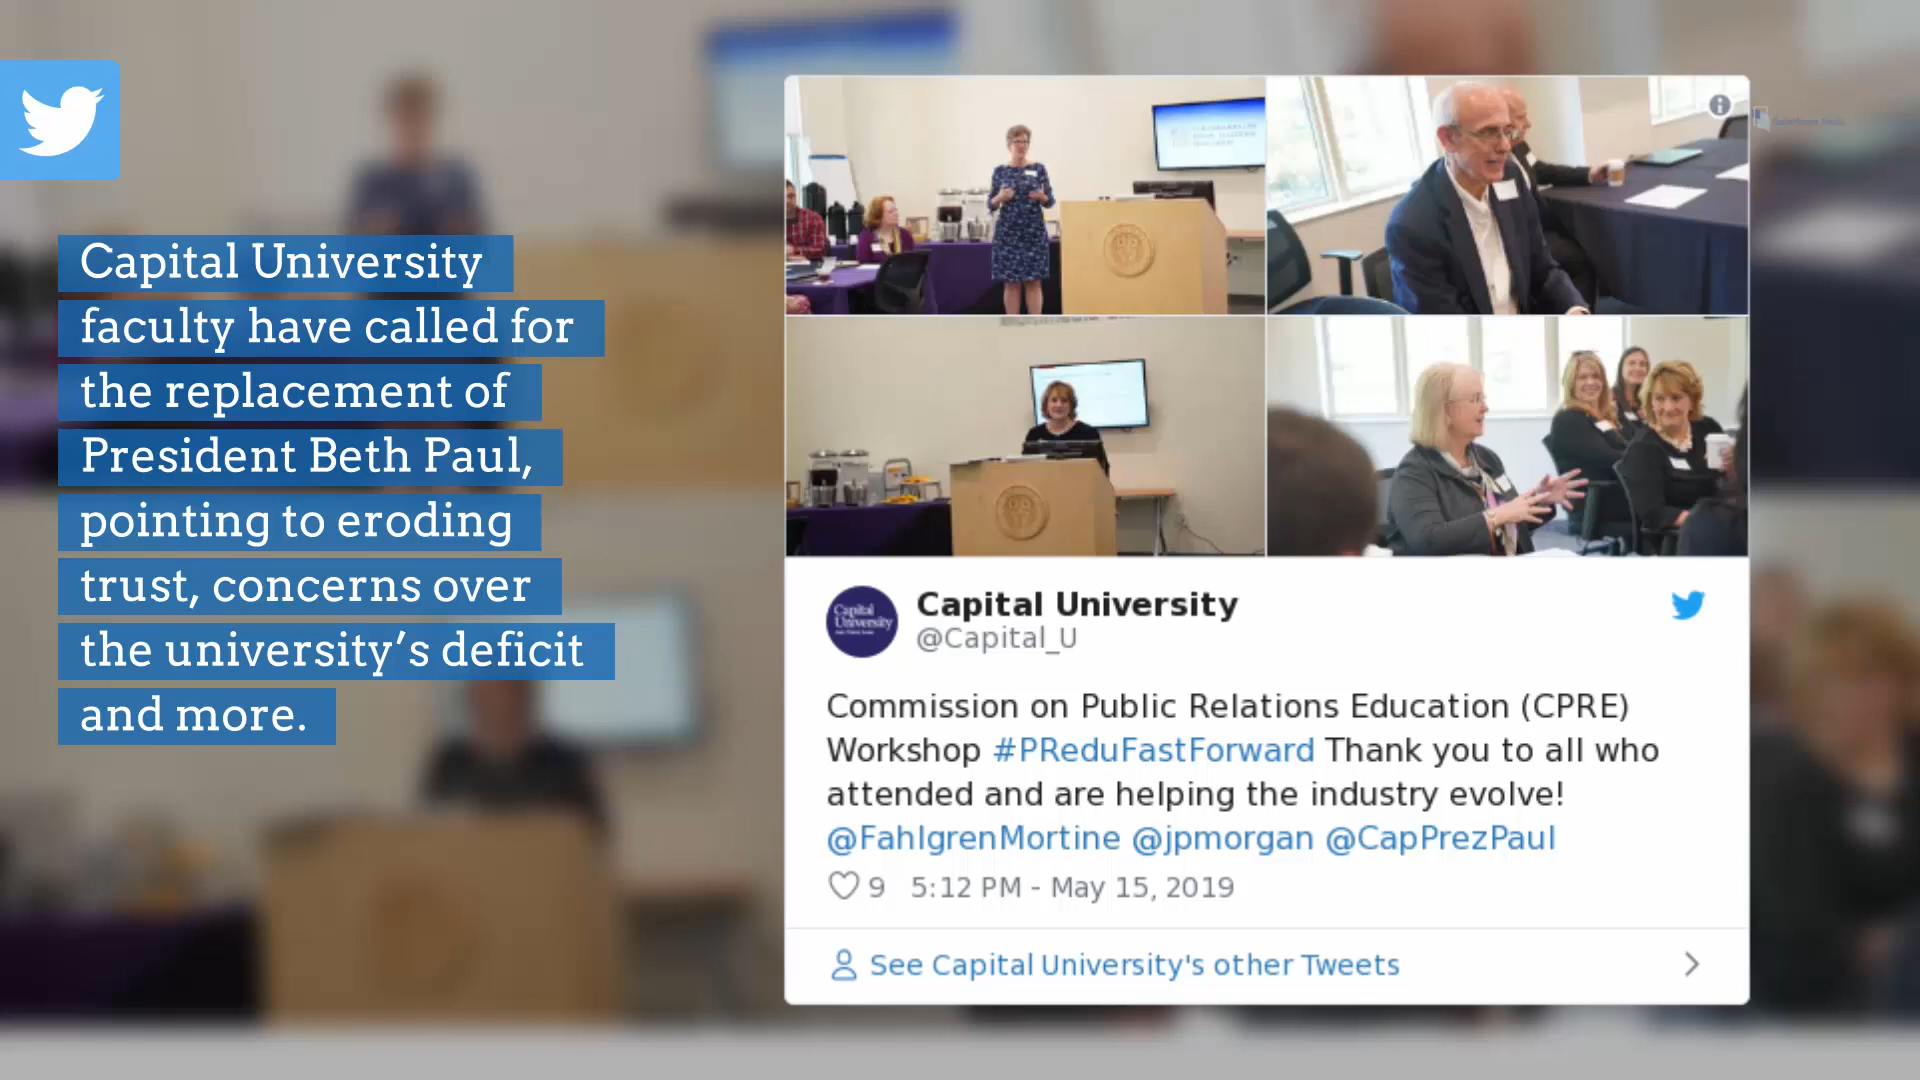 Capital University
faculty have called for
the replacement of
President Beth Paul,
pointing to eroding
trust, concerns over
the university’s deficit
and more.
Capital University
Capital University
@Capital_U
Commission on Public Relations Education (CPRE)
Workshop #PReduFastForward Thank you to all who
attended and are helping the industry evolve!
@FahlgrenMortine @jpmorgan @CapPrezPaul
9 5:12 PM - May 15, 2019
See Capital University's other Tweets